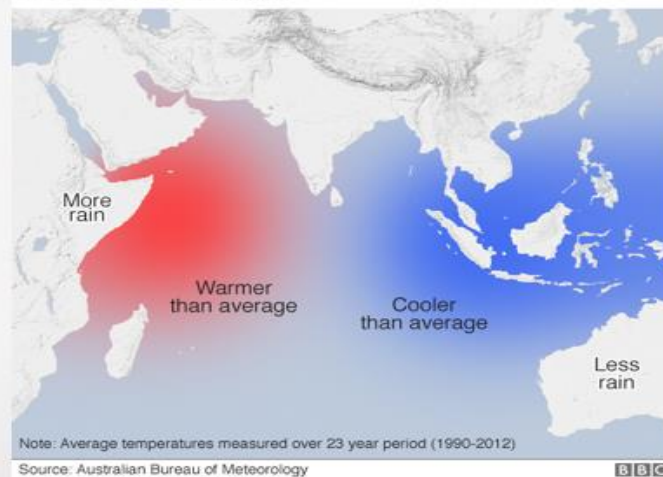 More
rain
Warmer
than average
Cooler
than average
Less
rain
Note: Average temperatures measured over 23 year period (1990-2012)
Source: Australian Bureau of Meteorology
BBC